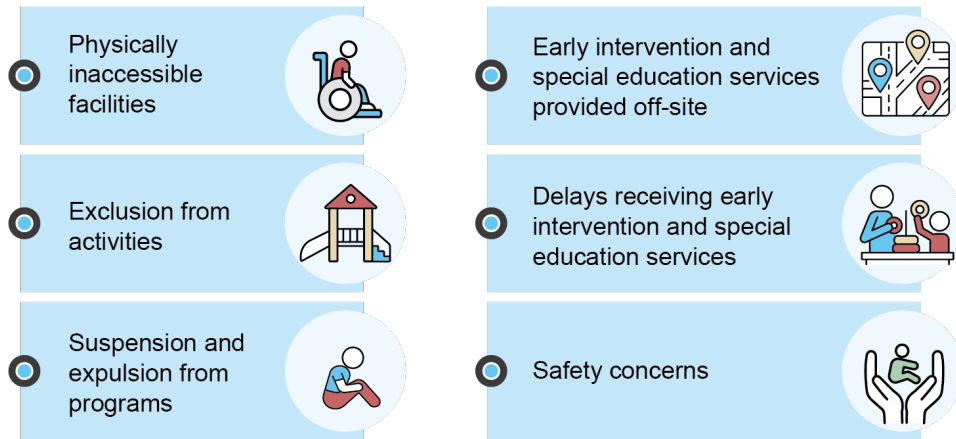 Physically
inaccessible
facilities
Exclusion from
activities
Suspension and
expulsion from
programs
Early intervention and
special education services
provided off-site
Delays receiving early
intervention and special
education services
Safety concerns